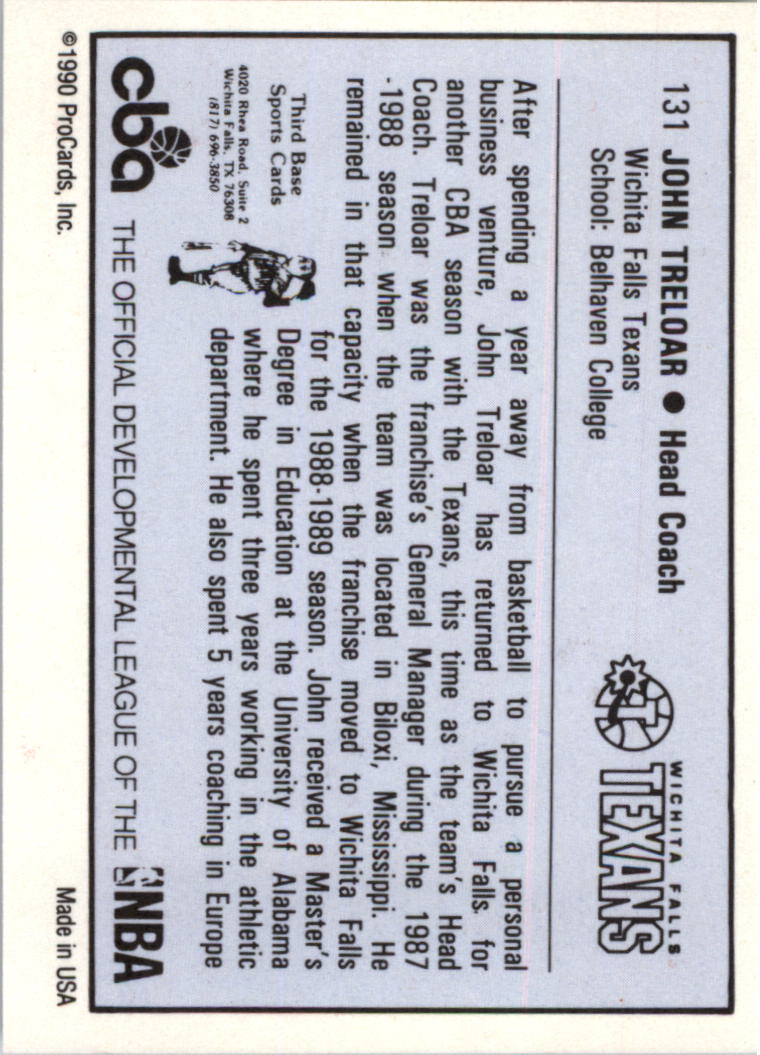 131 JOHN TRELOAR ● Head Coach
Wichita Falls Texans
School: Belhaven College
WICHITA FALLS
TEXANS
After spending a year away from basketball to pursue a personal
business venture, John Treloar has returned to Wichita Falls for
another CBA season with the Texans, this time as the team's Head
Coach. Treloar was the franchise's General Manager during the 1987
-1988 season when the team was located in Biloxi, Mississippi. He
remained in that capacity when the franchise moved to Wichita Falls
for the 1988-1989 season. John received a Master's
Degree in Education at the University of Alabama
where he spent three years working in the athletic
department. He also spent 5 years coaching in Europe
Third Base
Sports Cards
4020 Rhea Road, Suite 2
Wichita Falls, TX 76308
(817) 696-3850
cba THE OFFICIAL DEVELOPMENTAL LEAGUE OF THE NBA
©1990 ProCards, Inc.
Made in USA